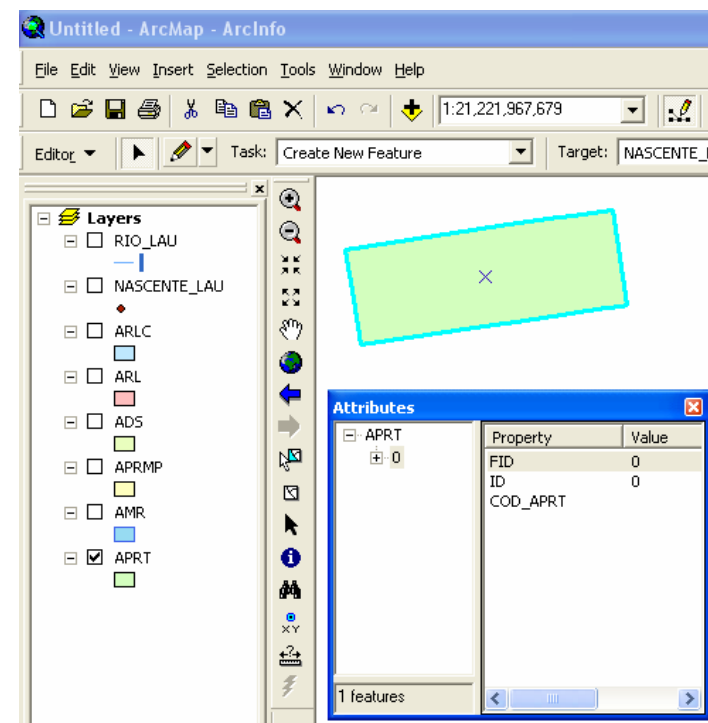 Untitled - ArcMap - ArcInfo
File Edit View Insert Selection Tools Window Help
1:21,221,967,679
Editor Task: Create New Feature Target: NASCENTE_
Layers
RIO_LAU
NASCENTE_LAU
ARLC
ARL
ADS
APRMP
AMR
APRT
XY
Attributes
APRT
0
Property Value
FID 0
ID 0
COD_APRT
1 features